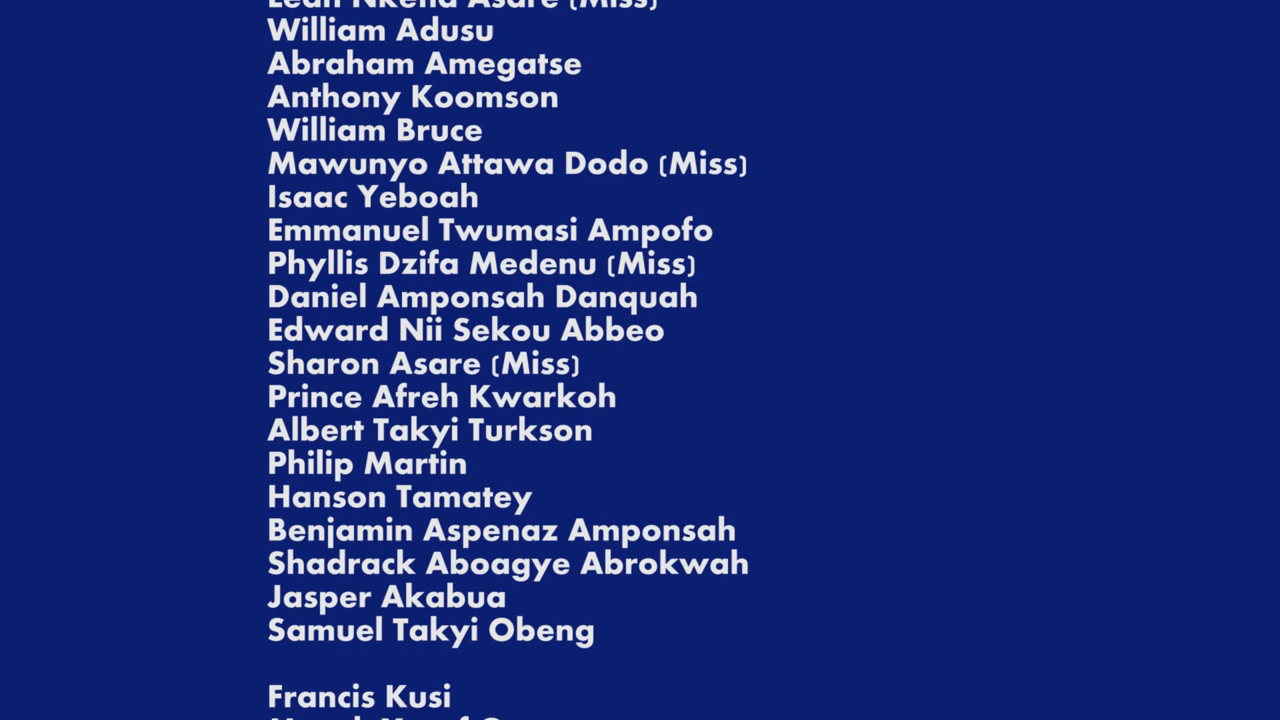 Asare (Miss)
William Adusu
Abraham Amegatse
Anthony Koomson
William Bruce
Mawunyo Attawa Dodo (Miss)
Isaac Yeboah
Emmanuel Twumasi Ampofo
Phyllis Dzifa Medenu (Miss)
Daniel Amponsah Danquah
Edward Nii Sekou Abbeo
Sharon Asare (Miss)
Prince Afreh Kwarkoh
Albert Takyi Turkson
Philip Martin
Hanson Tamatey
Benjamin Aspenaz Amponsah
Shadrack Aboagye Abrokwah
Jasper Akabua
Samuel Takyi Obeng
Francis Kusi